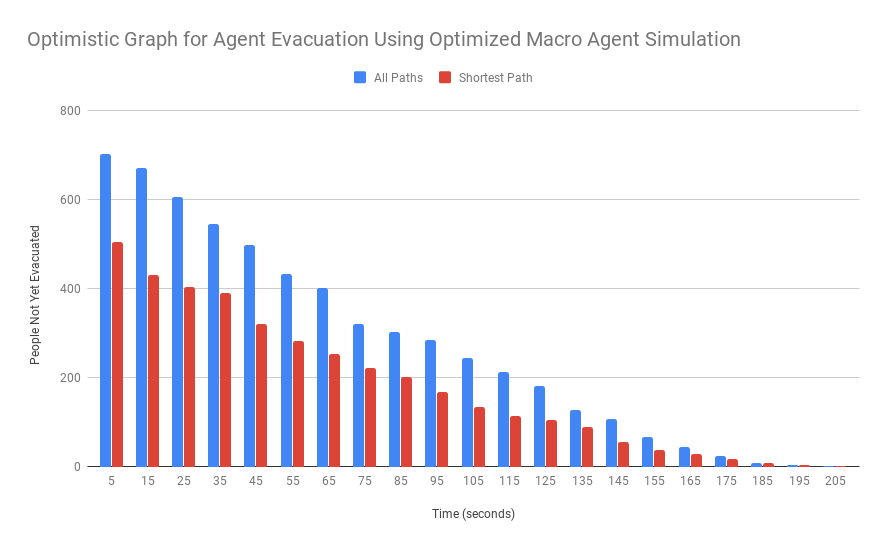 Optimistic Graph for Agent Evacuation Using Optimized Macro Agent Simulation
All Paths Shortest Path
800
600
400
200
0
People Not Yet Evacuated
5 15 25 35 45 55 65 75 85 95 105 115 125 135 145 155 165 175 185 195 205
Time (seconds)